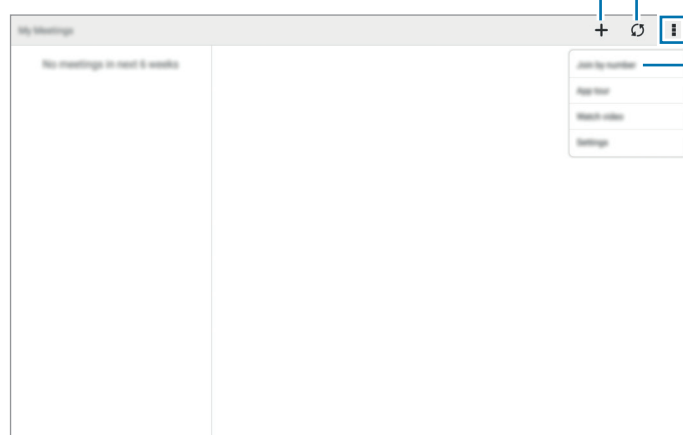 My Meetings
No meetings in next 6 weeks
Join by number
App tour
Watch video
Settings